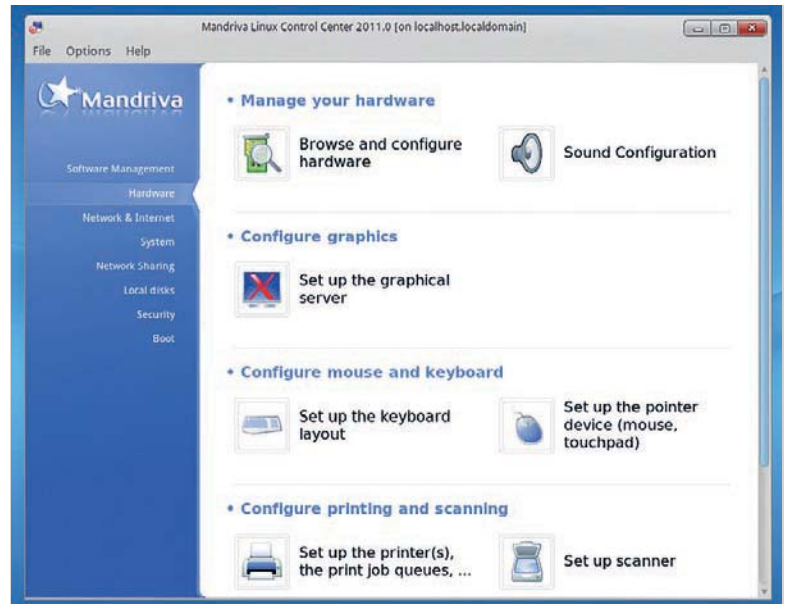 Mandriva Linux Control Center 2011.0 [on localhost.localdomain]
File Options Help
Mandriva
Software Management
Hardware
Network & Internet
System
Network Sharing
Local disks
Security
Boot
• Manage your hardware
Browse and configure
hardware
Sound Configuration
• Configure graphics
Set up the graphical
server
• Configure mouse and keyboard
Set up the keyboard
layout
Set up the pointer
device (mouse,
touchpad)
• Configure printing and scanning
Set up the printer(s),
the print job queues, ...
Set up scanner